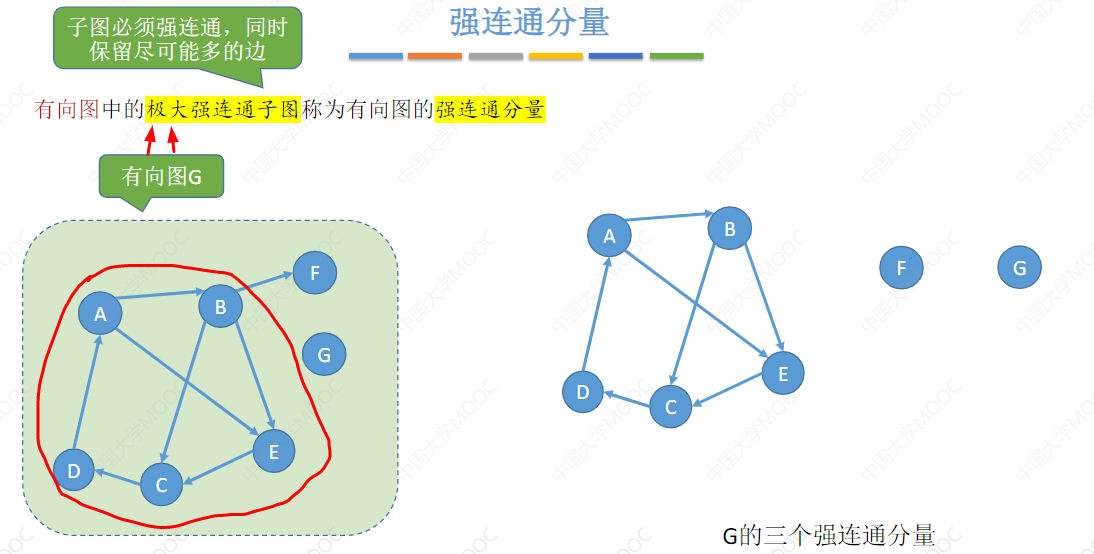 强连通分量
子图必须强连通，同时
保留尽可能多的边
有向图中的极大强连通子图称为有向图的强连通分量
有向图G
A
B
F
G
E
D
C
A
B
F
G
E
D
C
G的三个强连通分量
中国大学MOOC